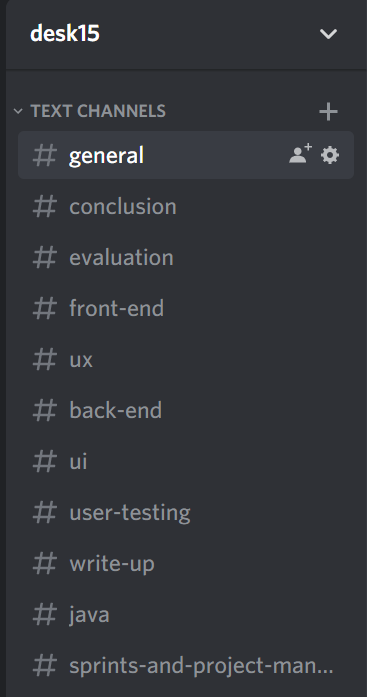 desk15
TEXT CHANNELS
# general
# conclusion
# evaluation
# front-end
# ux
# back-end
# ui
# user-testing
# write-up
# java
# sprints-and-project-man...